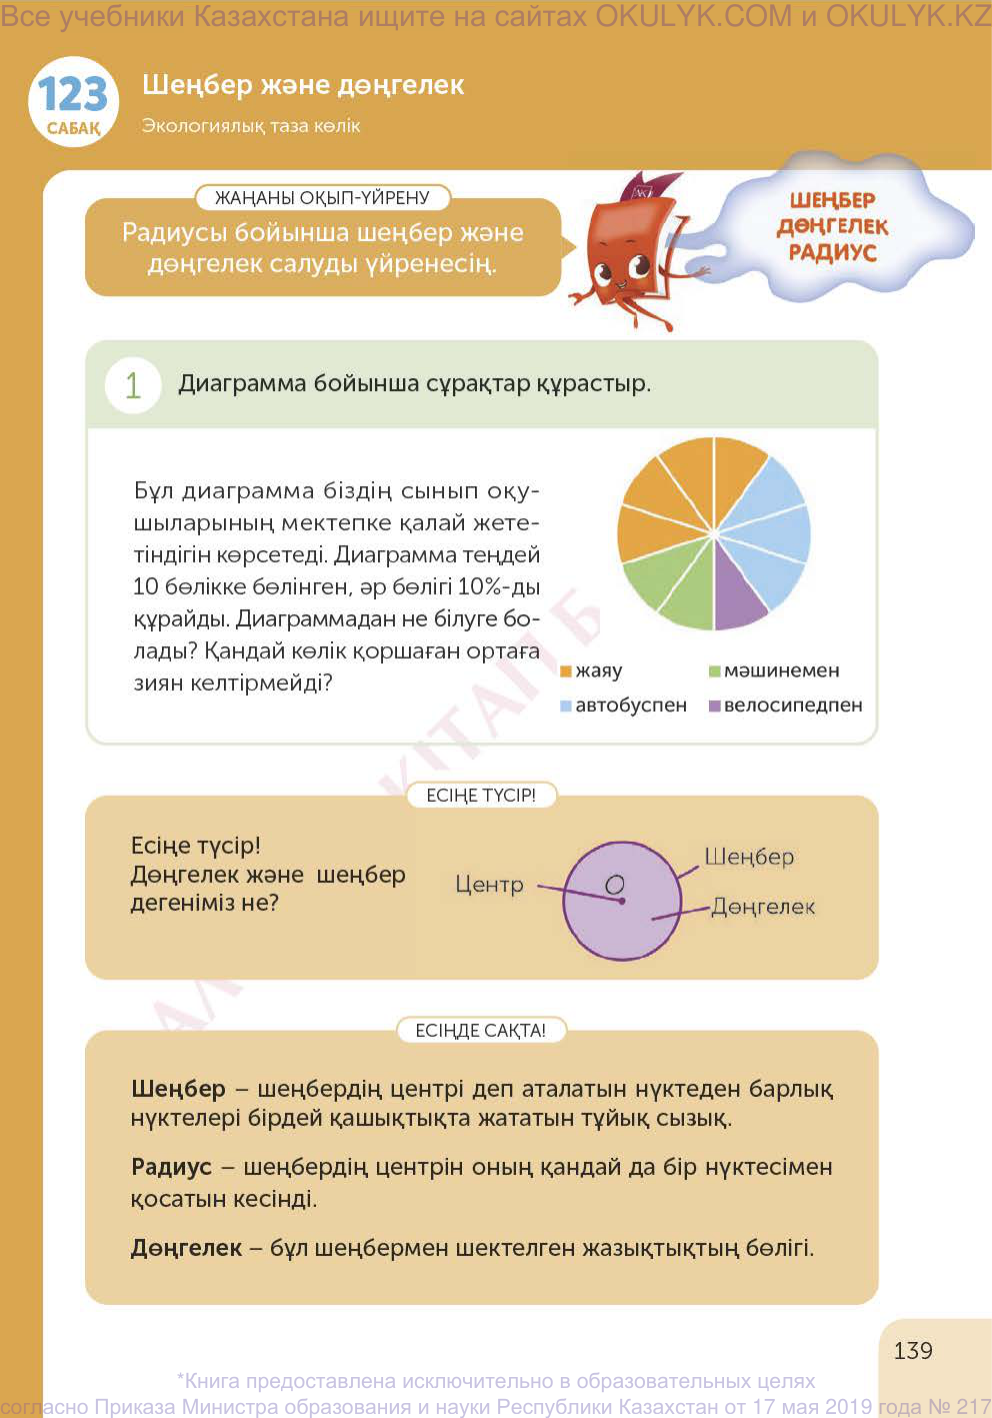 Все учебники Казахстана ищите на сайтах OKULYK.COM и OKULYK.KZ
123
САБАҚ
Шеңбер және дөңгелек
Экологиялық таза көлік
ЖАҢАНЫ ОҚЫП-ҮЙРЕНУ
Радиусы бойынша шеңбер және
дөңгелек салуды үйренесің.
ШЕҢБЕР
ДӨҢГЕЛЕК
РАДИУС
1
Диаграмма бойынша сұрақтар құрастыр.
Бұл диаграмма біздің сынып оқу-
шыларының мектепке қалай жете-
тіндігін көрсетеді. Диаграмма теңдей
10 бөлікке бөлінген, әр бөлігі 10%-ды
құрайды. Диаграммадан не білуге бо-
лады? Қандай көлік қоршаған ортаға
зиян келтірмейді?
жаяу
мәшинемен
автобуспен
велосипедпен
ЕСІҢЕ ТҮСІР!
Есіңе түсір!
Дөңгелек және шеңбер
дегеніміз не?
Центр
О
Шеңбер
Дөңгелек
ЕСІҢДЕ САҚТА!
Шеңбер – шеңбердің центрі деп аталатын нүктеден барлық
нүктелері бірдей қашықтықта жататын тұйық сызық.
Радиус – шеңбердің центрін оның қандай да бір нүктесімен
қосатын кесінді.
Дөңгелек – бұл шеңбермен шектелген жазықтықтың бөлігі.
139
*Книга предоставлена исключительно в образовательных целях
согласно Приказа Министра образования и науки Республики Казахстан от 17 мая 2019 года № 217